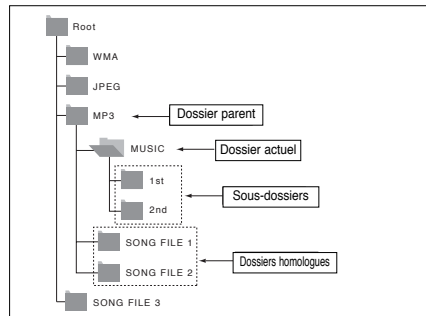 Root
WMA
JPEG
MP3
Dossier parent
MUSIC
Dossier actuel
1st
Sous-dossiers
2nd
SONG FILE 1
Dossiers homologues
SONG FILE 2
SONG FILE 3